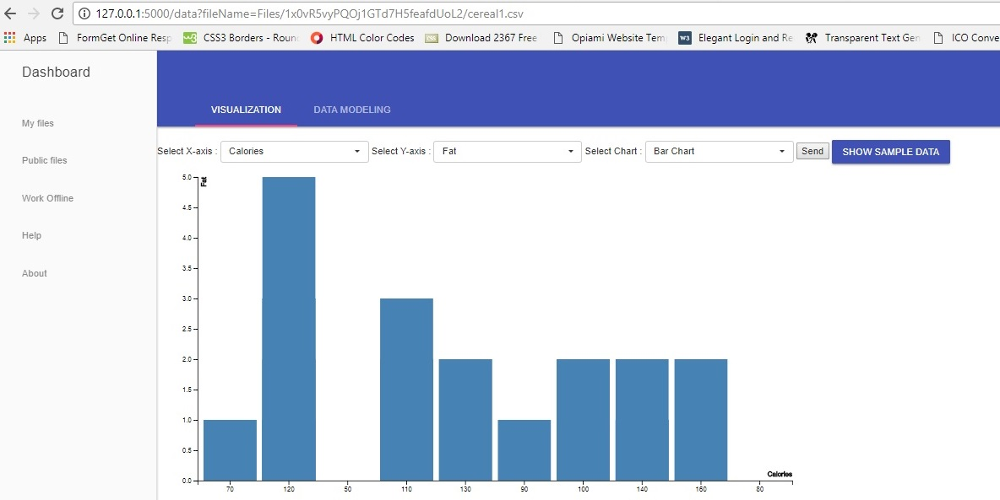 127.0.0.1:5000/data?fileName=Files/1x0vR5vyPQOj1GTd7H5feafdUoL2/cereal1.csv
Apps FormGet Online Resp CSS3 Borders - Roun HTML Color Codes Download 2367 Free Opiami Website Tem W3 Elegant Login and Re Transparent Text Gen ICO Conve
Dashboard
My files
Public files
Work Offline
Help
About
VISUALIZATION DATA MODELING
Select X-axis : Calories Select Y-axis : Fat Select Chart : Bar Chart Send SHOW SAMPLE DATA
Fat
5.0
4.5
4.0
3.5
3.0
2.5
2.0
1.5
1.0
0.5
0.0
Calories
70 120 50 110 130 90 100 140 160 80